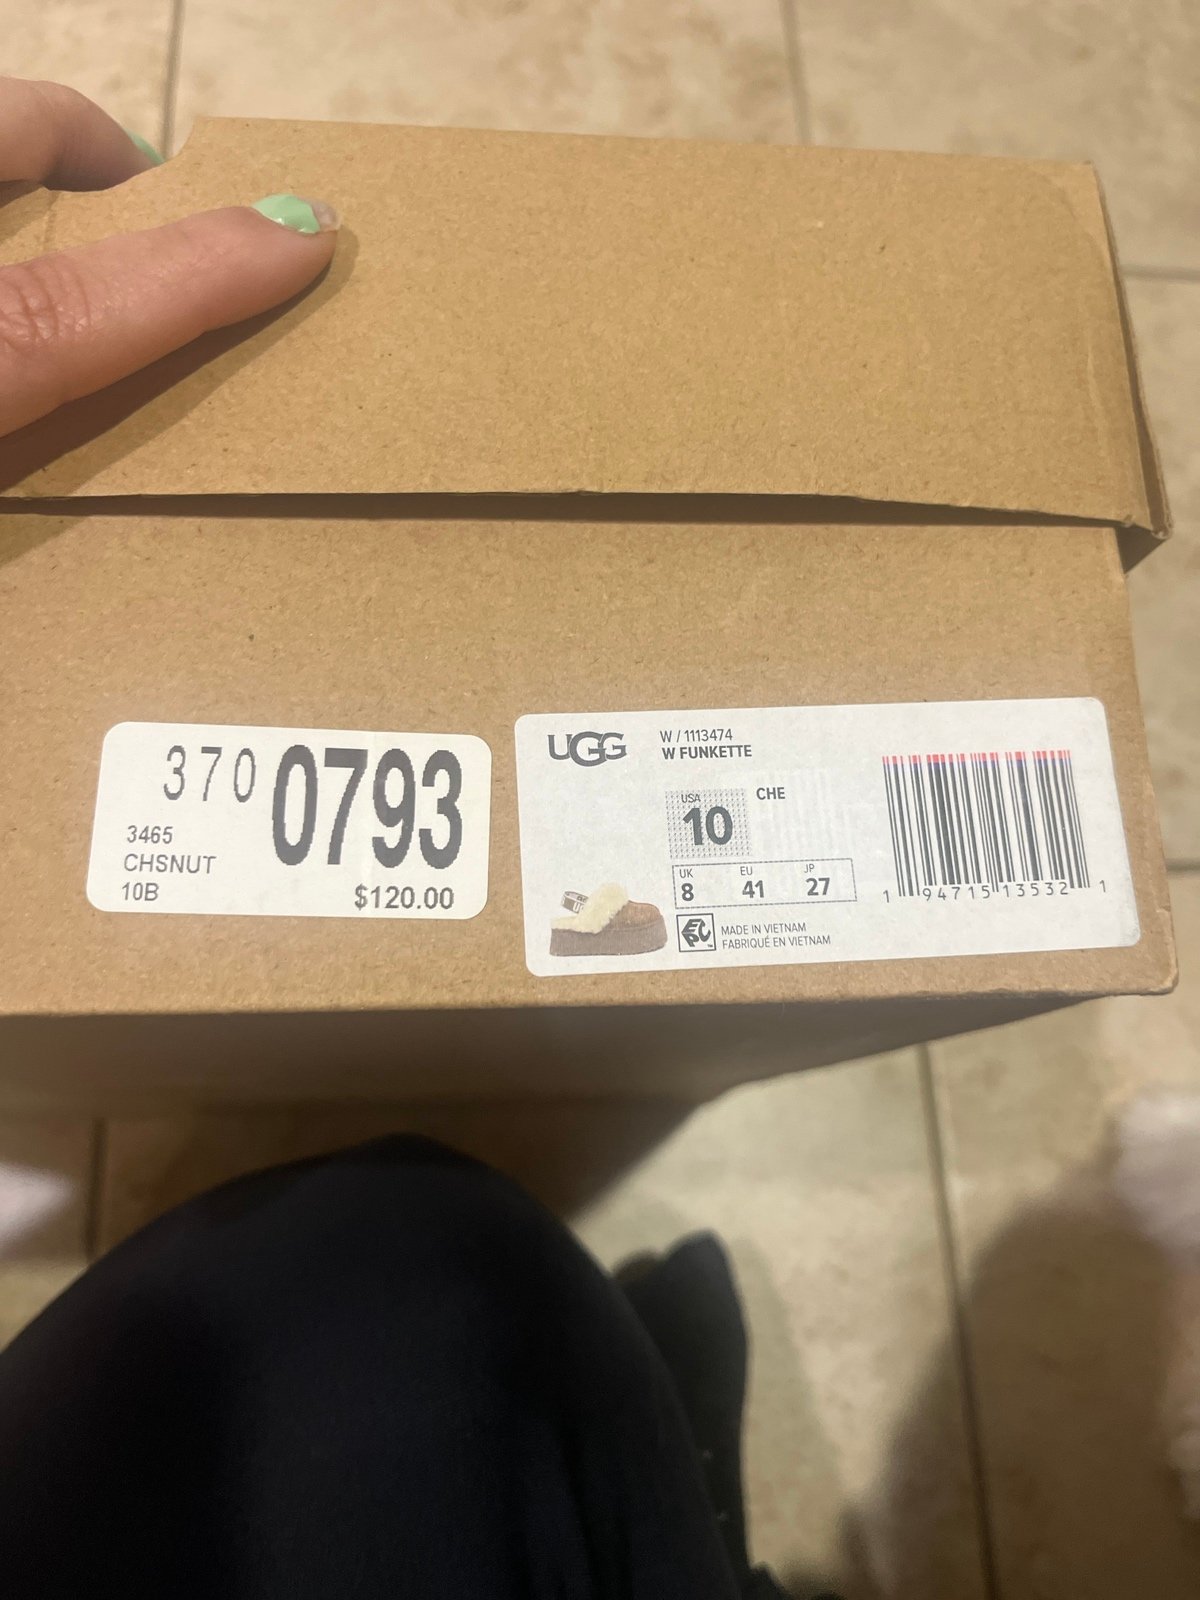 370 0793
3465
CHSNUT
10B
$120.00
UGG
W / 1113474
W FUNKETTE
USA
10
CHE
UK
8
EU
41
JP
27
MADE IN VIETNAM
FABRIQUÉ EN VIETNAM
1 94715 13532 1